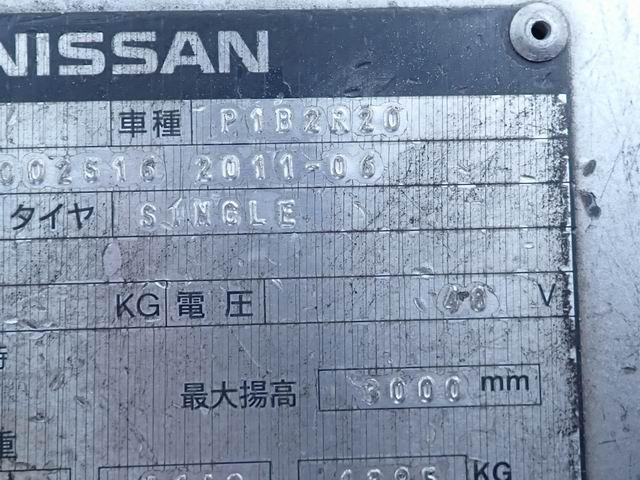 NISSAN
車種 P1B2R20
002516 2011-06
タイヤ SINGLE
KG 電圧 48 V
最大揚高 3000 mm
重
KG